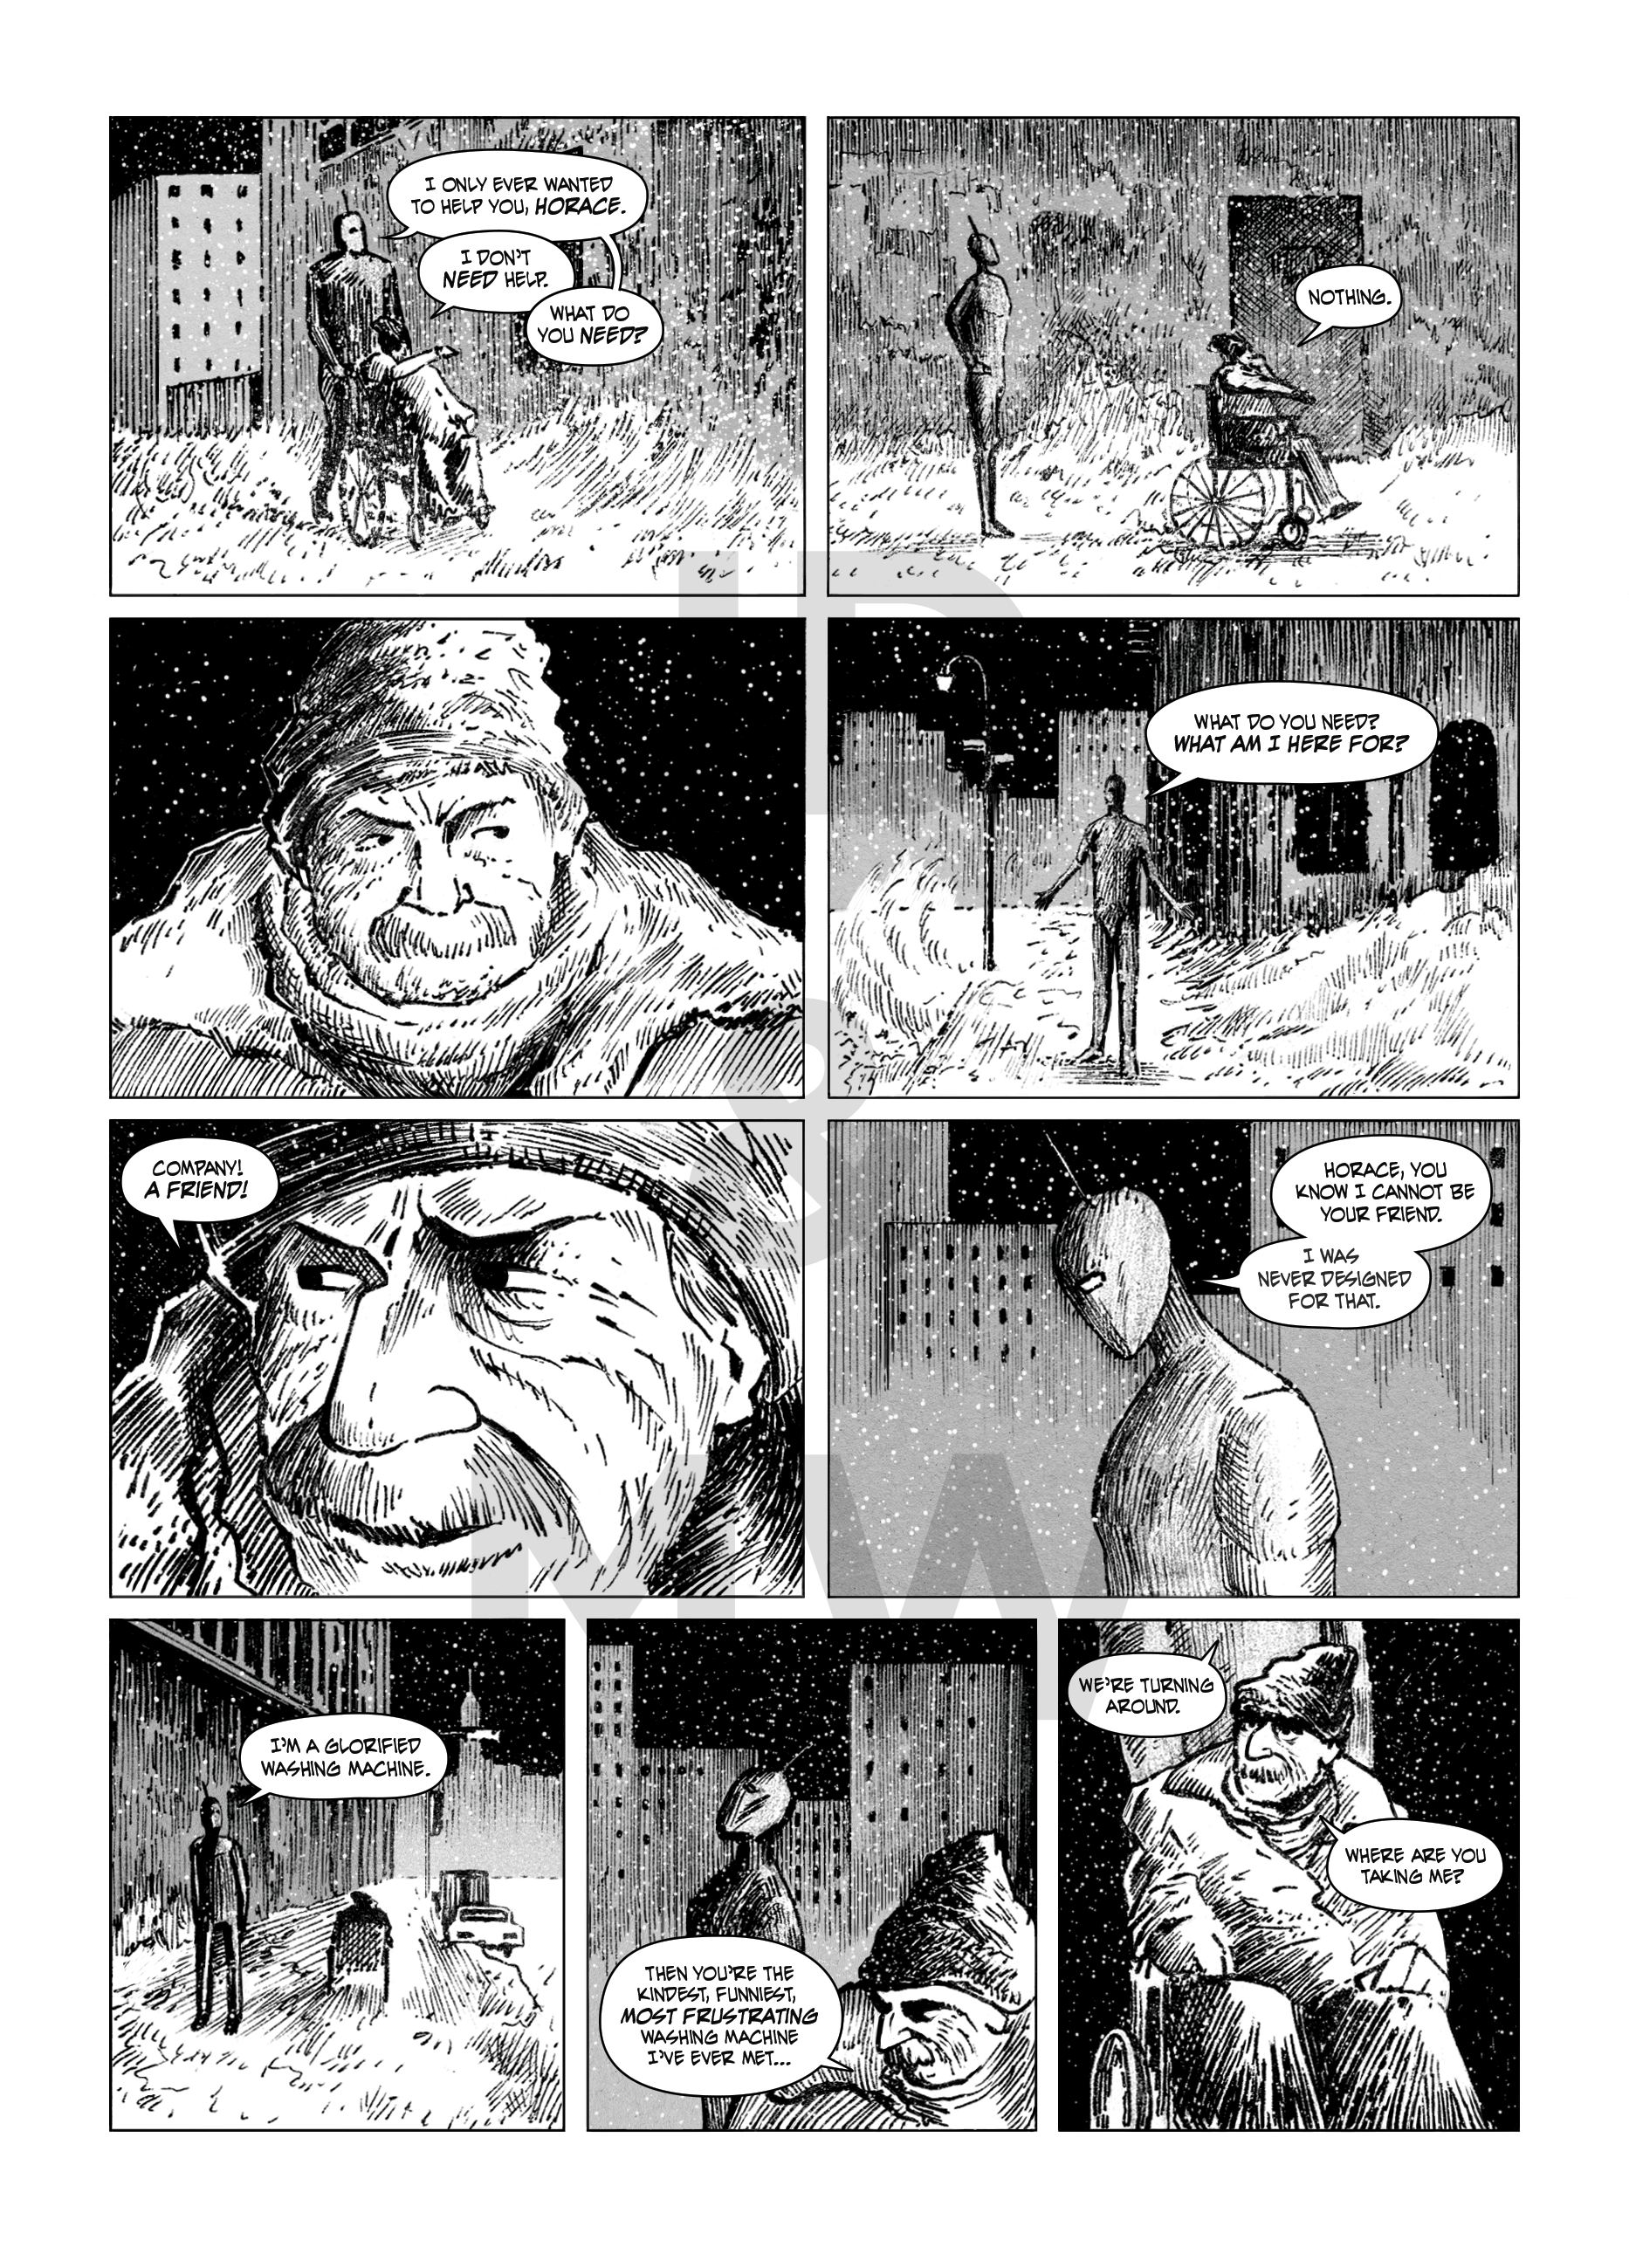 I ONLY EVER WANTED
TO HELP YOU, HORACE.
I DON'T
NEED HELP.
WHAT DO
YOU NEED?
NOTHING.
WHAT DO YOU NEED?
WHAT AM I HERE FOR?
COMPANY!
A FRIEND!
HORACE, YOU
KNOW I CANNOT BE
YOUR FRIEND.
I WAS
NEVER DESIGNED
FOR THAT.
I'M A GLORIFIED
WASHING MACHINE.
THEN YOU'RE THE
KINDEST, FUNNIEST,
MOST FRUSTRATING
WASHING MACHINE
I'VE EVER MET...
WE'RE TURNING
AROUND.
WHERE ARE YOU
TAKING ME?
&
MW